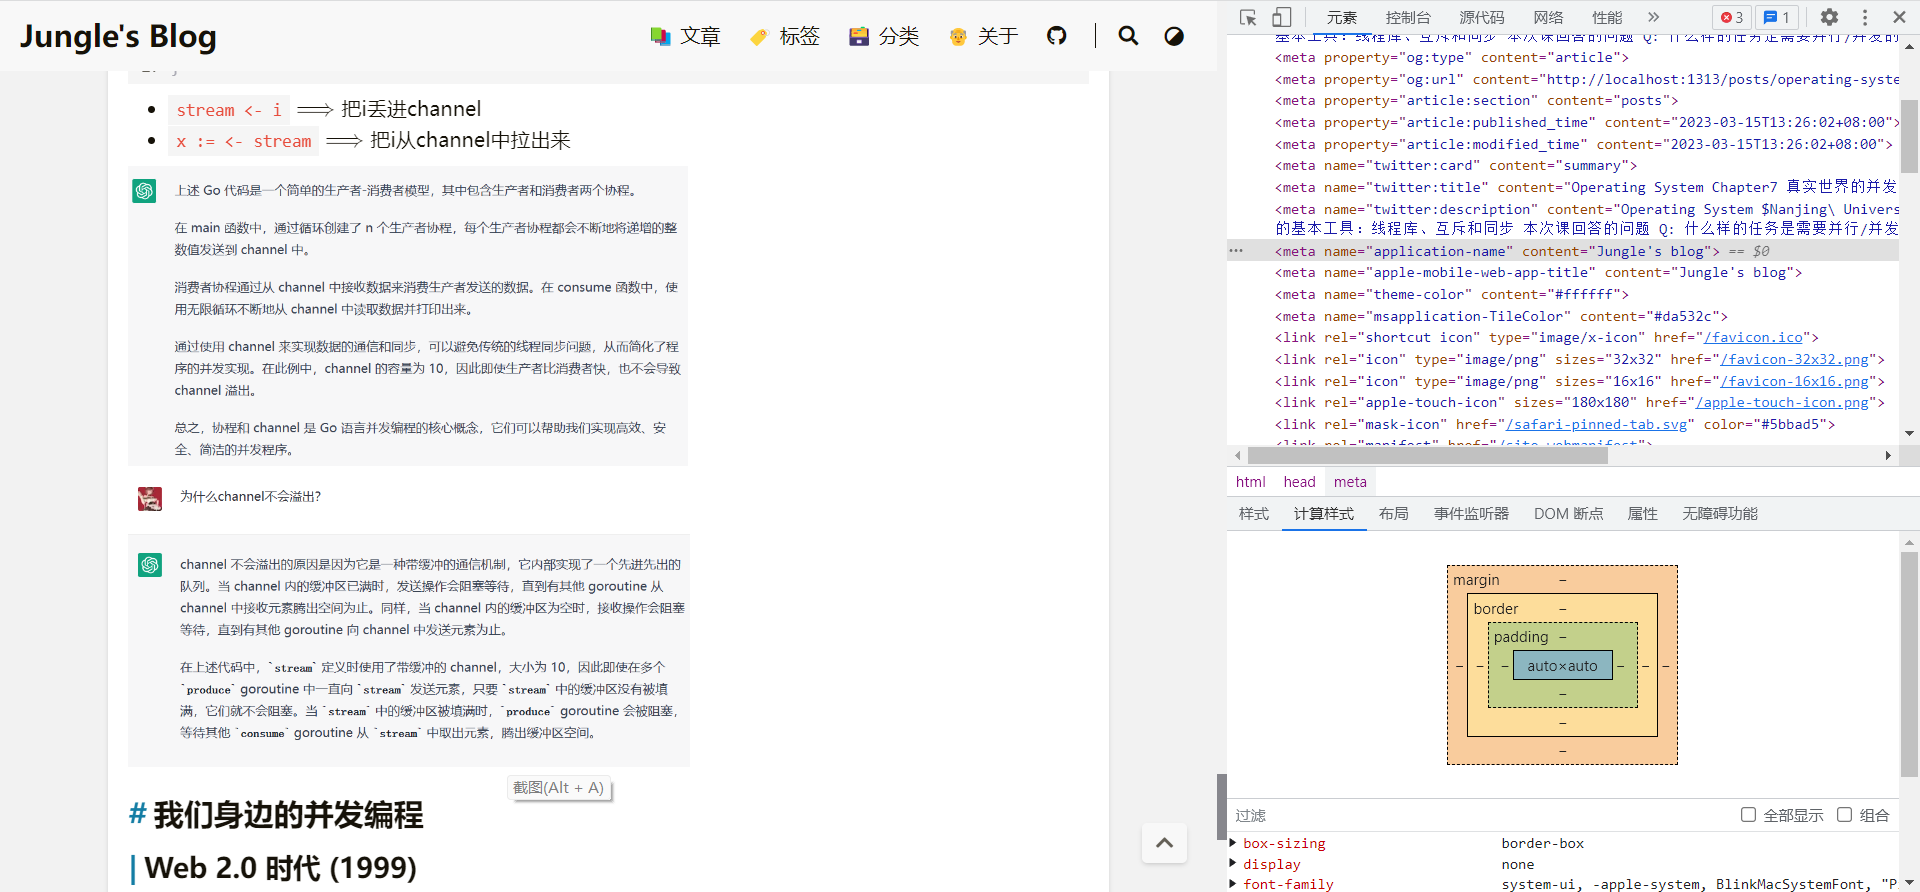 Jungle's Blog
文章
标签
分类
关于
stream <- i ⟹ 把i丢进channel
x := <- stream ⟹ 把i从channel中拉出来
上述 Go 代码是一个简单的生产者-消费者模型，其中包含生产者和消费者两个协程。
在 main 函数中，通过循环创建了 n 个生产者协程，每个生产者协程都会不断地将递增的整
数值发送到 channel 中。
消费者协程通过从 channel 中接收数据来消费生产者发送的数据。在 consume 函数中，使
用无限循环不断地从 channel 中读取数据并打印出来。
通过使用 channel 来实现数据的通信和同步，可以避免传统的线程同步问题，从而简化了程
序的并发实现。在此例中，channel 的容量为 10，因此即使生产者比消费者快，也不会导致
channel 溢出。
总之，协程和 channel 是 Go 语言并发编程的核心概念，它们可以帮助我们实现高效、安
全、简洁的并发程序。
为什么channel不会溢出?
channel 不会溢出的原因是因为它是一种带缓冲的通信机制，它内部实现了一个先进先出的
队列。当 channel 内的缓冲区已满时，发送操作会阻塞等待，直到有其他 goroutine 从
channel 中接收元素腾出空间为止。同样，当 channel 内的缓冲区为空时，接收操作会阻塞
等待，直到有其他 goroutine 向 channel 中发送元素为止。
在上述代码中，`stream` 定义时使用了带缓冲的 channel，大小为 10，因此即使在多个
`produce` goroutine 中一直向 `stream` 发送元素，只要 `stream` 中的缓冲区没有被填
满，它们就不会阻塞。当 `stream` 中的缓冲区被填满时，`produce` goroutine 会被阻塞，
等待其他 `consume` goroutine 从 `stream` 中取出元素，腾出缓冲区空间。
截图(Alt + A)
# 我们身边的并发编程
Web 2.0 时代 (1999)
元素 控制台 源代码 网络 性能 » 3 1
基本工具：线程库、互斥和同步 本次课回答的问题 Q: 什么样的任务是需要并行/并发的
<meta property="og:type" content="article">
<meta property="og:url" content="http://localhost:1313/posts/operating-syste
<meta property="article:section" content="posts">
<meta property="article:published_time" content="2023-03-15T13:26:02+08:00">
<meta property="article:modified_time" content="2023-03-15T13:26:02+08:00">
<meta name="twitter:card" content="summary">
<meta name="twitter:title" content="Operating System Chapter7 真实世界的并发
<meta name="twitter:description" content="Operating System $Nanjing\ Univers
的基本工具：线程库、互斥和同步 本次课回答的问题 Q: 什么样的任务是需要并行/并发
<meta name="application-name" content="Jungle's blog"> == $0
<meta name="apple-mobile-web-app-title" content="Jungle's blog">
<meta name="theme-color" content="#ffffff">
<meta name="msapplication-TileColor" content="#da532c">
<link rel="shortcut icon" type="image/x-icon" href="/favicon.ico">
<link rel="icon" type="image/png" sizes="32x32" href="/favicon-32x32.png">
<link rel="icon" type="image/png" sizes="16x16" href="/favicon-16x16.png">
<link rel="apple-touch-icon" sizes="180x180" href="/apple-touch-icon.png">
<link rel="mask-icon" href="/safari-pinned-tab.svg" color="#5bbad5">
<link rel="manifest" href="/site.webmanifest">
html head meta
样式 计算样式 布局 事件监听器 DOM 断点 属性 无障碍功能
margin
border
padding
auto×auto
过滤 全部显示 组合
box-sizing border-box
display none
font-family system-ui, -apple-system, BlinkMacSystemFont, "P